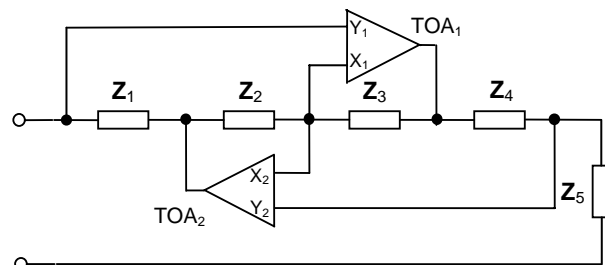 Y₁
TOA₁
X₁
Z₁
Z₂
Z₃
Z₄
X₂
Y₂
TOA₂
Z₅